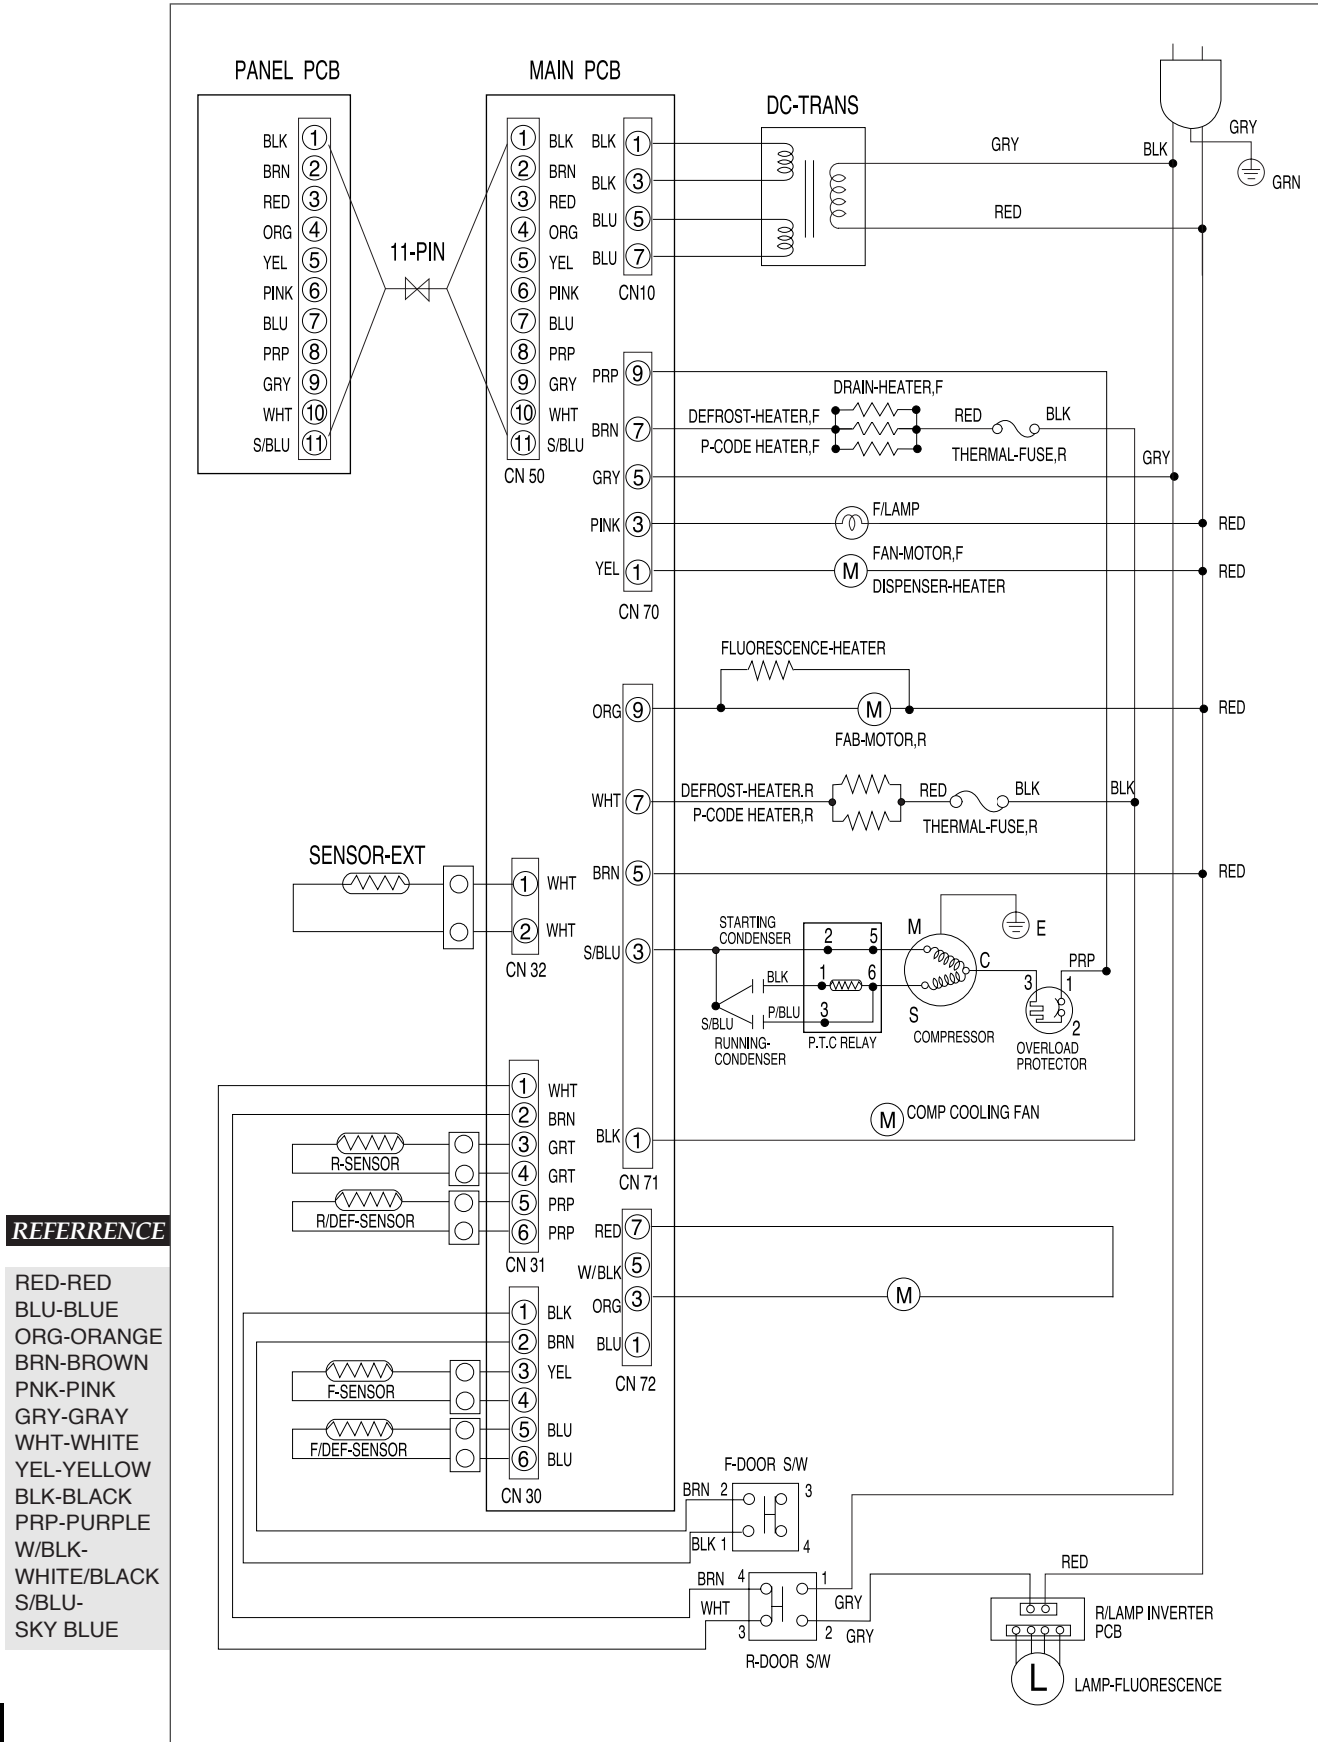 PANEL PCB
MAIN PCB
DC-TRANS
BLK 1
BRN 2
RED 3
ORG 4
YEL 5
PINK 6
BLU 7
PRP 8
GRY 9
WHT 10
S/BLU 11
11-PIN
1 BLK
2 BRN
3 RED
4 ORG
5 YEL
6 PINK
7 BLU
8 PRP
9 GRY
10 WHT
11 S/BLU
CN 50
BLK 1
BLK 3
BLU 5
BLU 7
CN10
GRY
RED
BLK
GRY
GRN
PRP 9
BRN 7
GRY 5
PINK 3
YEL 1
CN 70
DRAIN-HEATER,F
DEFROST-HEATER,F
P-CODE HEATER,F
RED
BLK
THERMAL-FUSE,R
GRY
F/LAMP
RED
M
FAN-MOTOR,F
DISPENSER-HEATER
RED
FLUORESCENCE-HEATER
ORG 9
M
FAB-MOTOR,R
RED
WHT 7
DEFROST-HEATER.R
P-CODE HEATER,R
RED
BLK
BLK
THERMAL-FUSE,R
BRN 5
RED
S/BLU 3
STARTING
CONDENSER
2 5
1 6
3
BLK
P/BLU
S/BLU
RUNNING-
CONDENSER
P.T.C RELAY
M
C
S
COMPRESSOR
E
PRP
3 1
2
OVERLOAD
PROTECTOR
M COMP COOLING FAN
BLK 1
CN 71
SENSOR-EXT
1 WHT
2 WHT
CN 32
1 WHT
2 BRN
3 GRT
4 GRT
5 PRP
6 PRP
CN 31
R-SENSOR
R/DEF-SENSOR
RED 7
W/BLK 5
ORG 3
BLU 1
CN 72
M
1 BLK
2 BRN
3 YEL
4
5 BLU
6 BLU
CN 30
F-SENSOR
F/DEF-SENSOR
F-DOOR S/W
BRN 2 3
BLK 1 4
BRN 4 1
GRY
WHT
3 2
GRY
R-DOOR S/W
RED
R/LAMP INVERTER
PCB
L
LAMP-FLUORESCENCE
REFERRENCE
RED-RED
BLU-BLUE
ORG-ORANGE
BRN-BROWN
PNK-PINK
GRY-GRAY
WHT-WHITE
YEL-YELLOW
BLK-BLACK
PRP-PURPLE
W/BLK-
WHITE/BLACK
S/BLU-
SKY BLUE